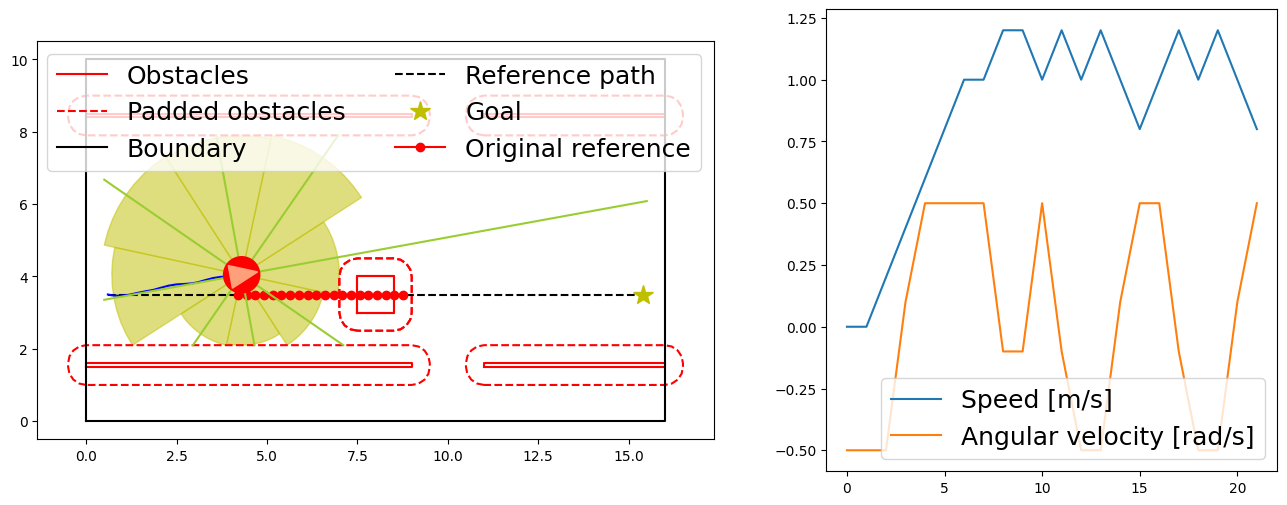 Obstacles
Padded obstacles
Boundary
Reference path
Goal
Original reference
10
8
6
4
2
0
0.0 2.5 5.0 7.5 10.0 12.5 15.0
1.25
1.00
0.75
0.50
0.25
0.00
−0.25
−0.50
Speed [m/s]
Angular velocity [rad/s]
0 5 10 15 20